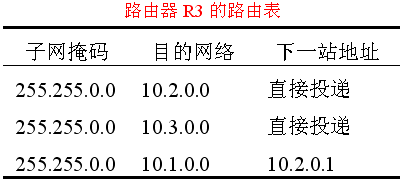 路由器 R3 的路由表
子网掩码 目的网络 下一站地址
255.255.0.0 10.2.0.0 直接投递
255.255.0.0 10.3.0.0 直接投递
255.255.0.0 10.1.0.0 10.2.0.1